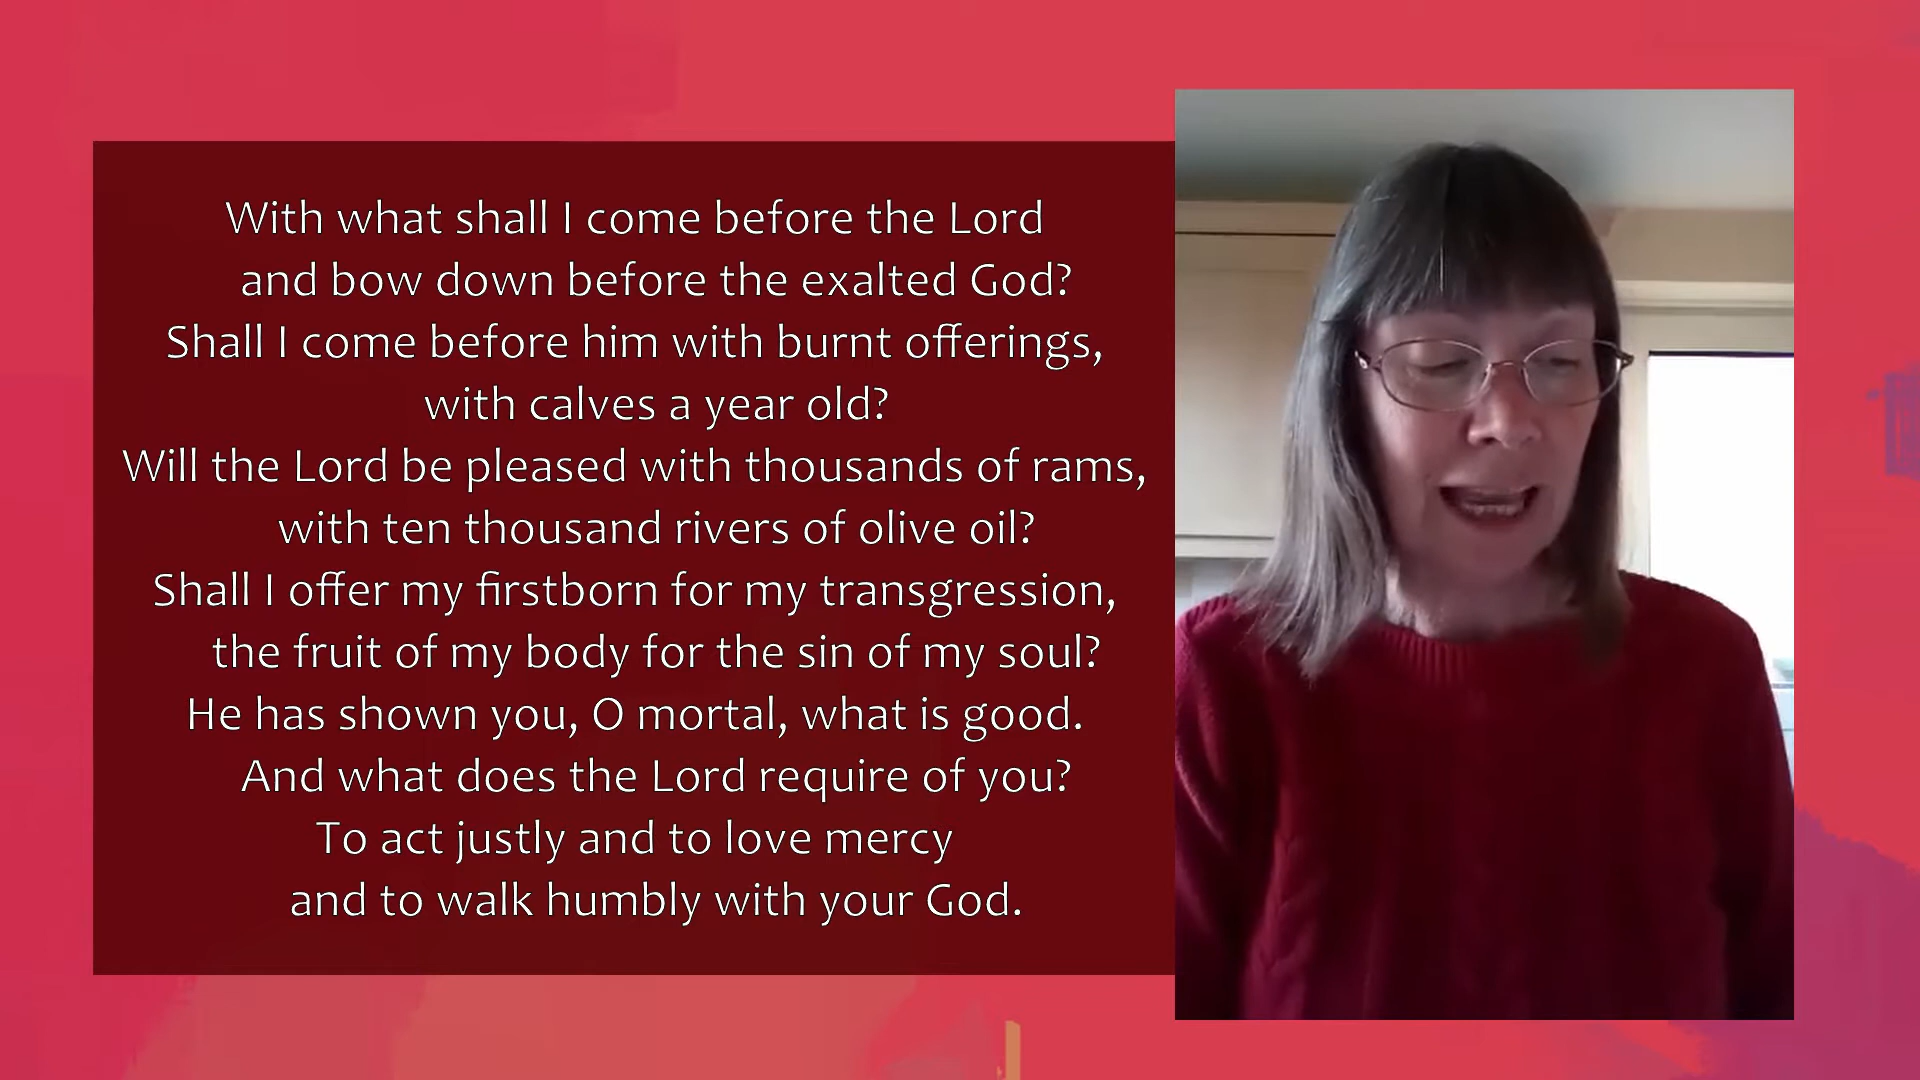 With what shall I come before the Lord
and bow down before the exalted God?
Shall I come before him with burnt offerings,
with calves a year old?
Will the Lord be pleased with thousands of rams,
with ten thousand rivers of olive oil?
Shall I offer my firstborn for my transgression,
the fruit of my body for the sin of my soul?
He has shown you, O mortal, what is good.
And what does the Lord require of you?
To act justly and to love mercy
and to walk humbly with your God.